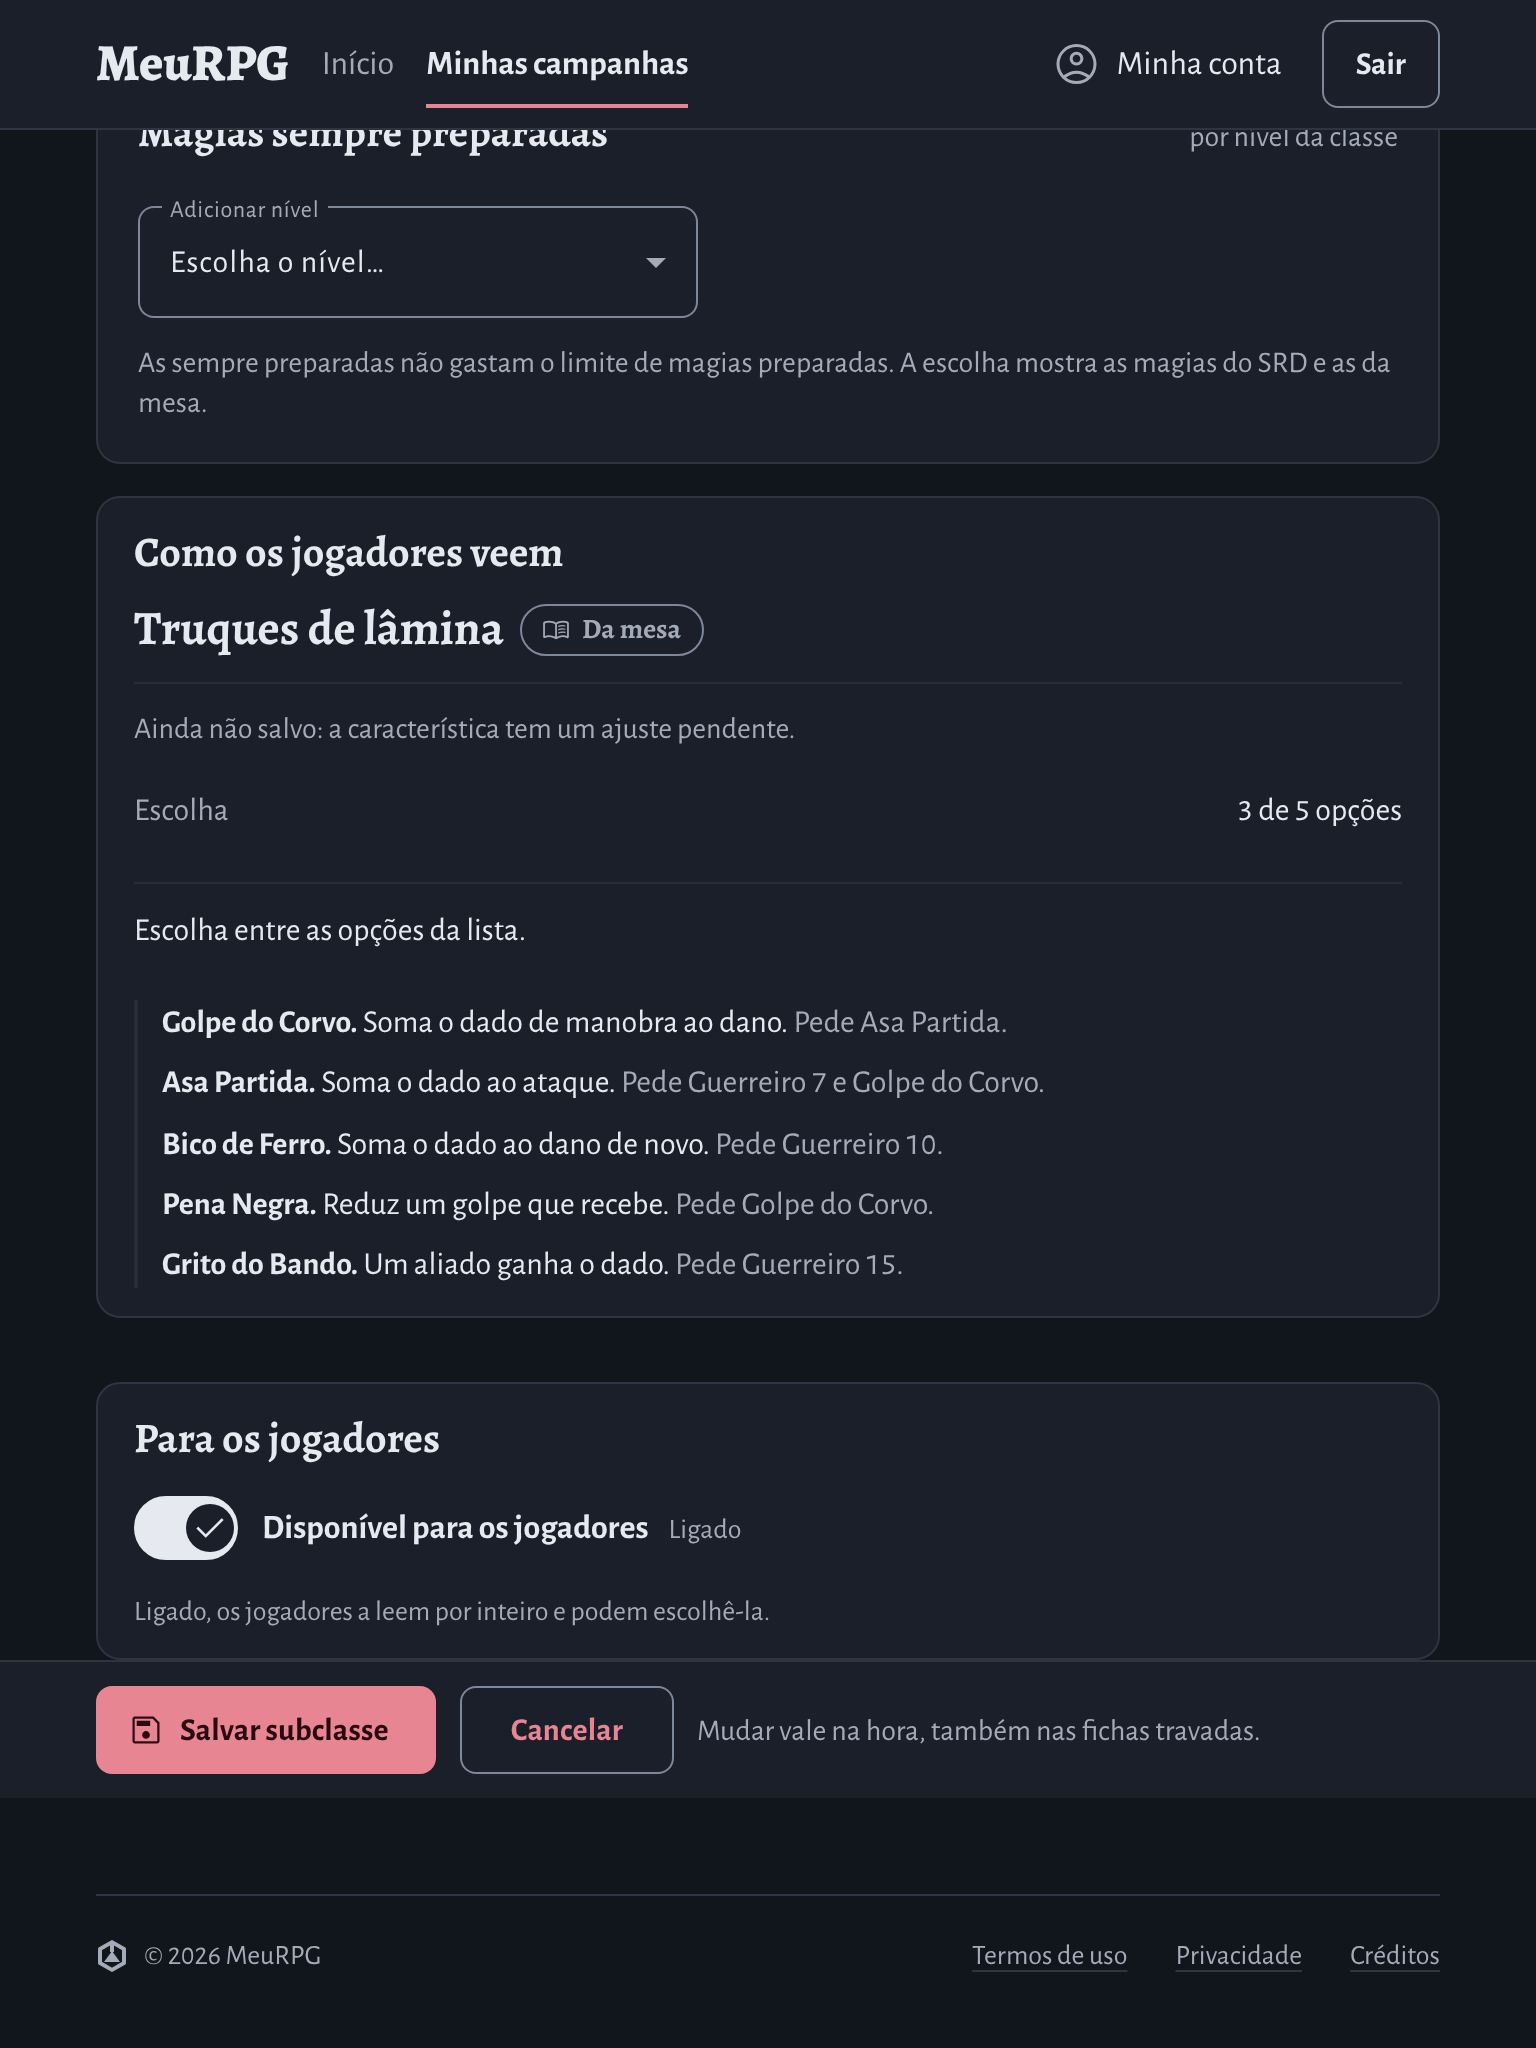 MeuRPG Início Minhas campanhas Minha conta Sair
Magias sempre preparadas por nível da classe
Adicionar nível
Escolha o nível…
As sempre preparadas não gastam o limite de magias preparadas. A escolha mostra as magias do SRD e as da
mesa.
Como os jogadores veem
Truques de lâmina Da mesa
Ainda não salvo: a característica tem um ajuste pendente.
Escolha 3 de 5 opções
Escolha entre as opções da lista.
Golpe do Corvo. Soma o dado de manobra ao dano. Pede Asa Partida.
Asa Partida. Soma o dado ao ataque. Pede Guerreiro 7 e Golpe do Corvo.
Bico de Ferro. Soma o dado ao dano de novo. Pede Guerreiro 10.
Pena Negra. Reduz um golpe que recebe. Pede Golpe do Corvo.
Grito do Bando. Um aliado ganha o dado. Pede Guerreiro 15.
Para os jogadores
Disponível para os jogadores Ligado
Ligado, os jogadores a leem por inteiro e podem escolhê-la.
Salvar subclasse Cancelar Mudar vale na hora, também nas fichas travadas.
© 2026 MeuRPG Termos de uso Privacidade Créditos